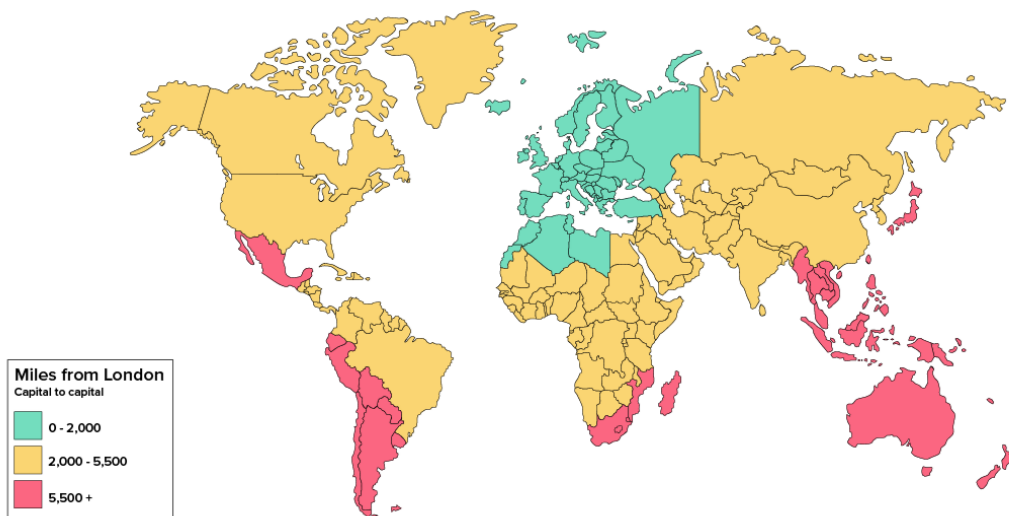 Miles from London
Capital to capital
0 - 2,000
2,000 - 5,500
5,500 +